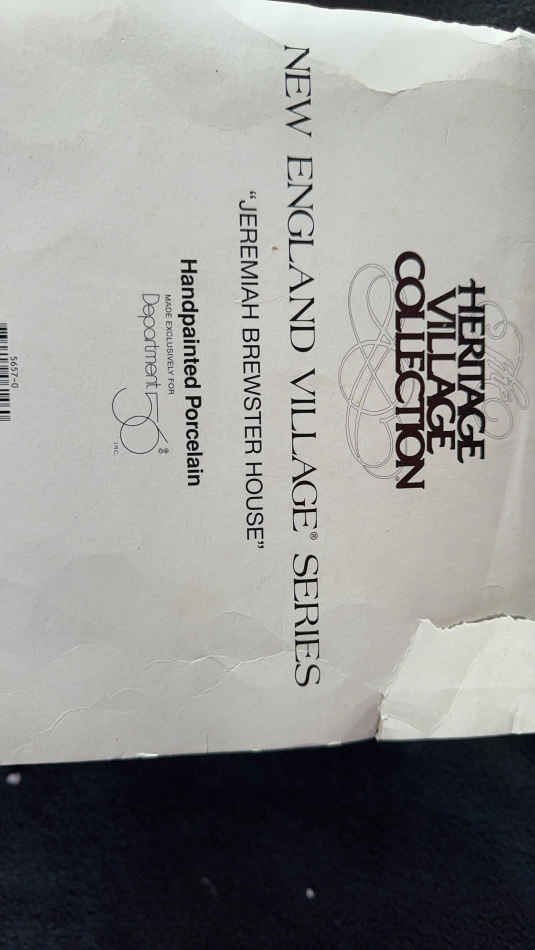 HERITAGE
VILLAGE
COLLECTION
NEW ENGLAND VILLAGE® SERIES
“JEREMIAH BREWSTER HOUSE”
Handpainted Porcelain
MADE EXCLUSIVELY FOR
Department 56®
INC.
5657-0